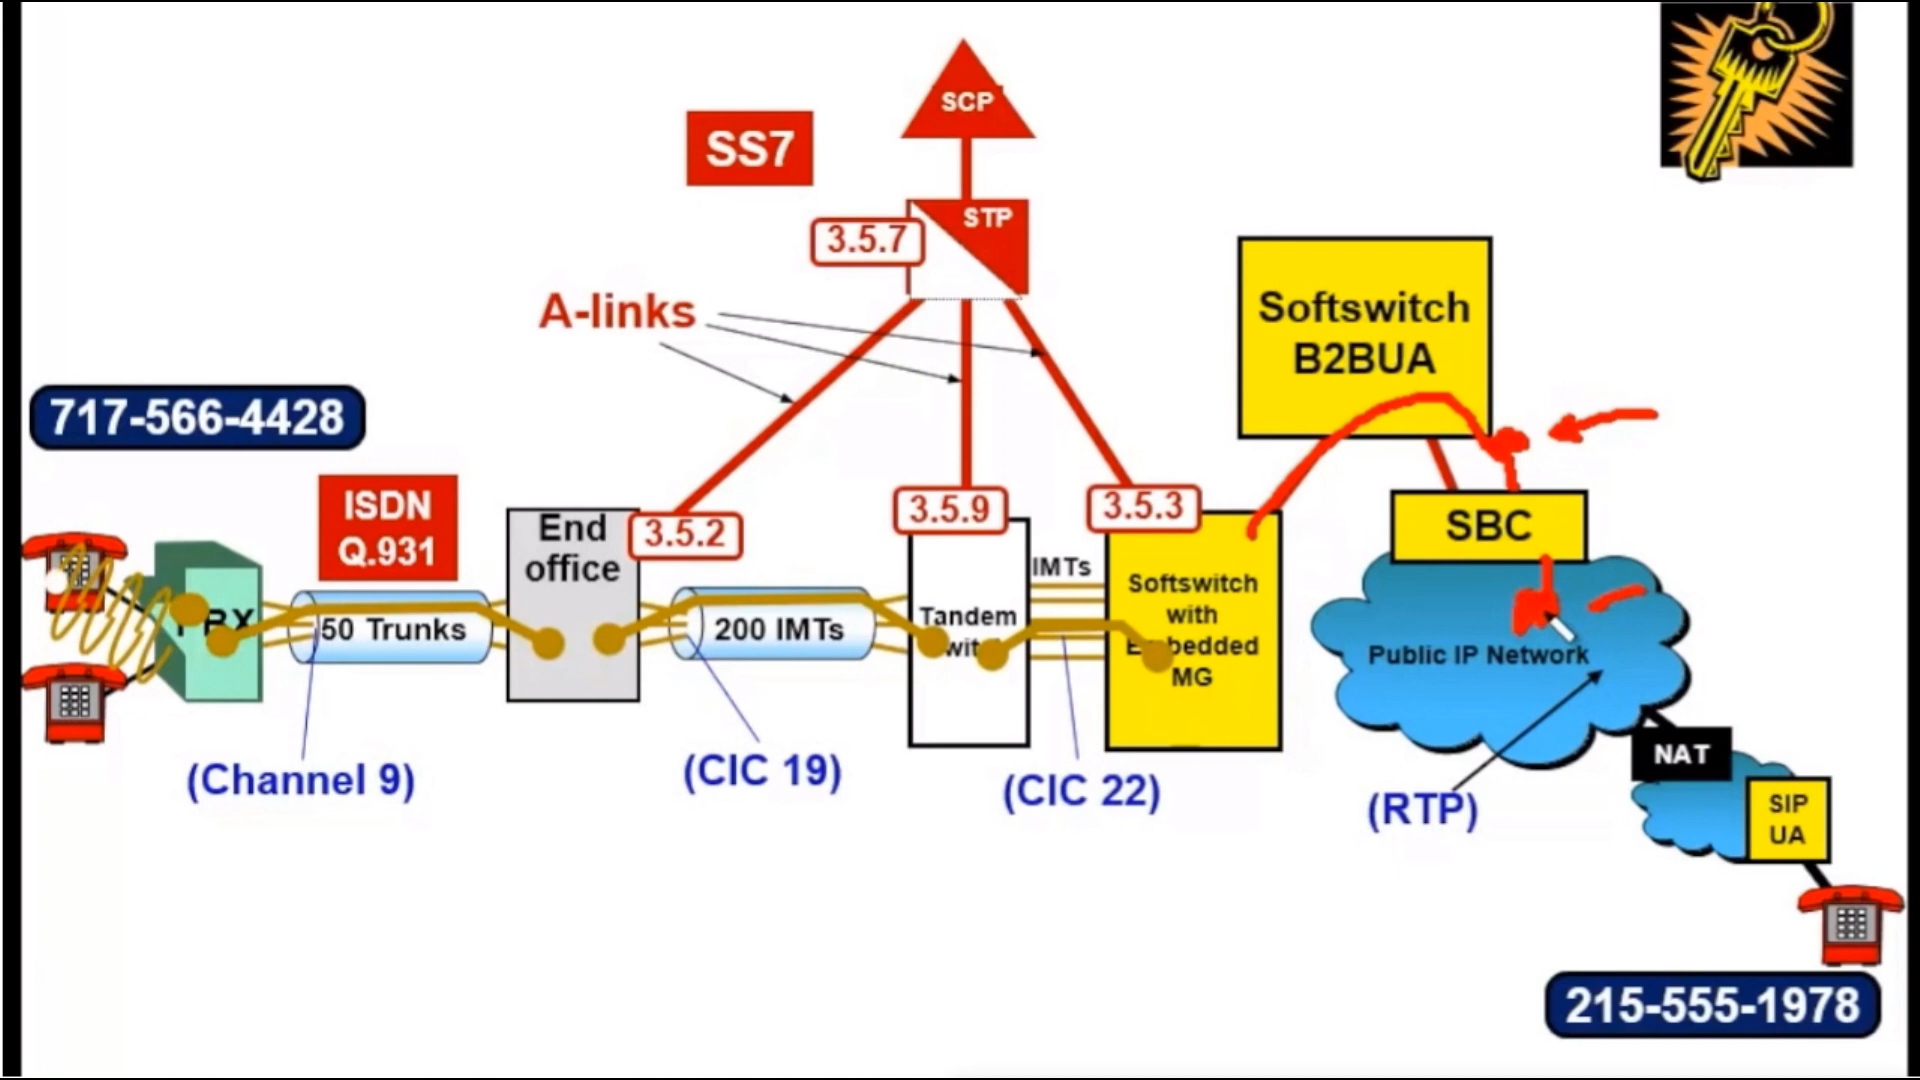 SCP
SS7
STP
3.5.7
A-links
Softswitch
B2BUA
717-566-4428
ISDN
Q.931
End
office
3.5.2
3.5.9
3.5.3
SBC
IMTs
50 Trunks
200 IMTs
Tandem
Softswitch
with
MG
Public IP Network
(Channel 9)
(CIC 19)
(CIC 22)
(RTP)
NAT
SIP
UA
215-555-1978